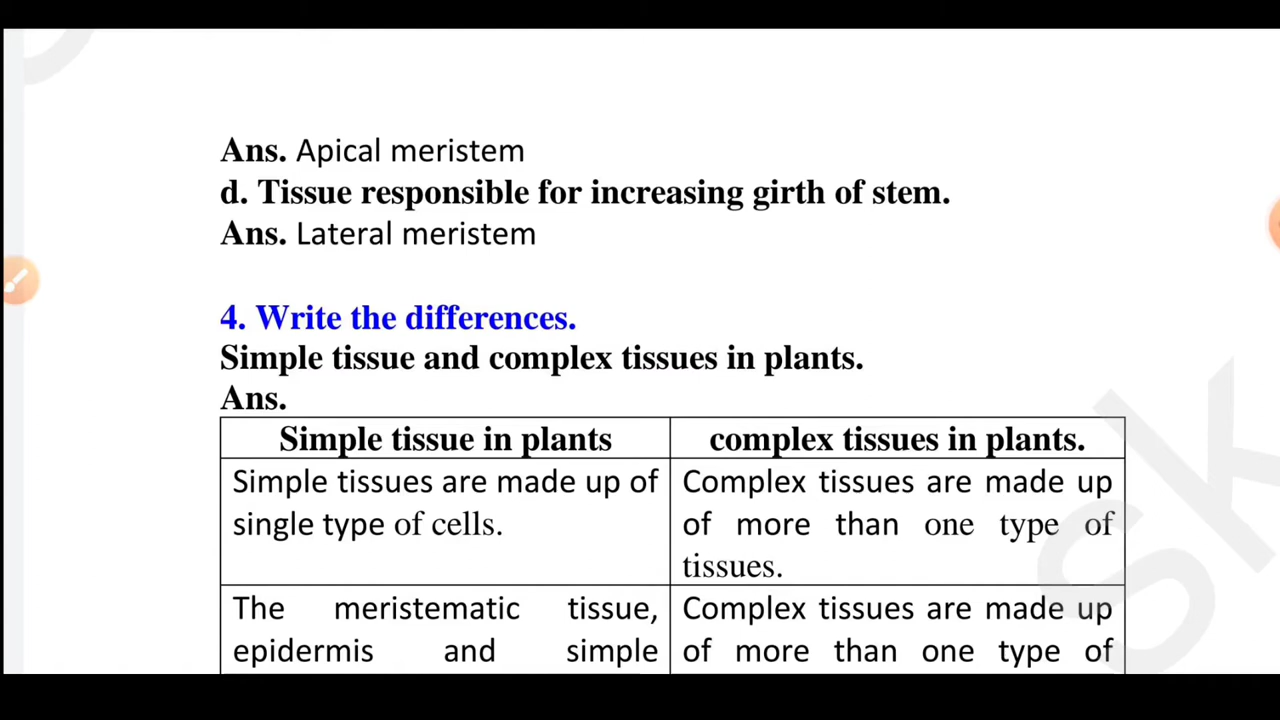 Ans. Apical meristem
d. Tissue responsible for increasing girth of stem.
Ans. Lateral meristem
4. Write the differences.
Simple tissue and complex tissues in plants.
Ans.
Simple tissue in plants
complex tissues in plants.
Simple tissues are made up of
single type of cells.
Complex tissues are made up
of more than one type of
tissues.
The meristematic tissue,
epidermis and simple
Complex tissues are made up
of more than one type of
sk